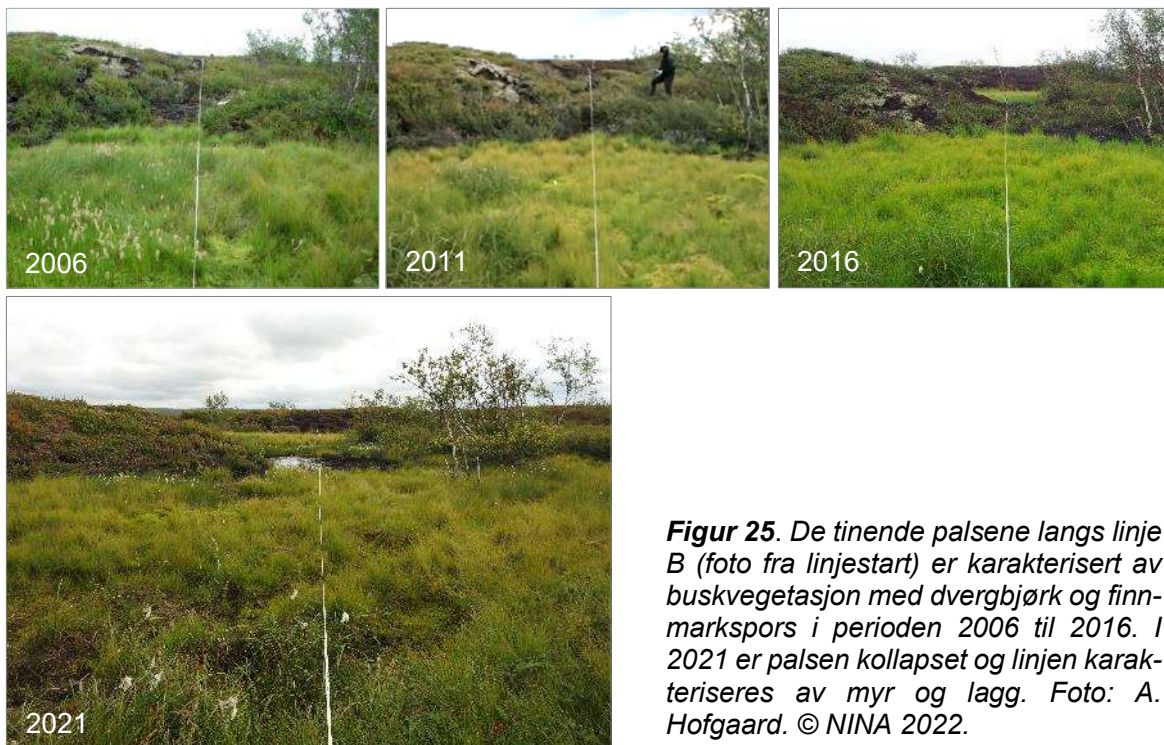 2006
2011
2016
2021
Figur 25. De tinende palsene langs linje
B (foto fra linjestart) er karakterisert av
buskvegetasjon med dvergbjørk og finn-
markspors i perioden 2006 til 2016. I
2021 er palsen kollapset og linjen karak-
teriseres av myr og lagg. Foto: A.
Hofgaard. © NINA 2022.